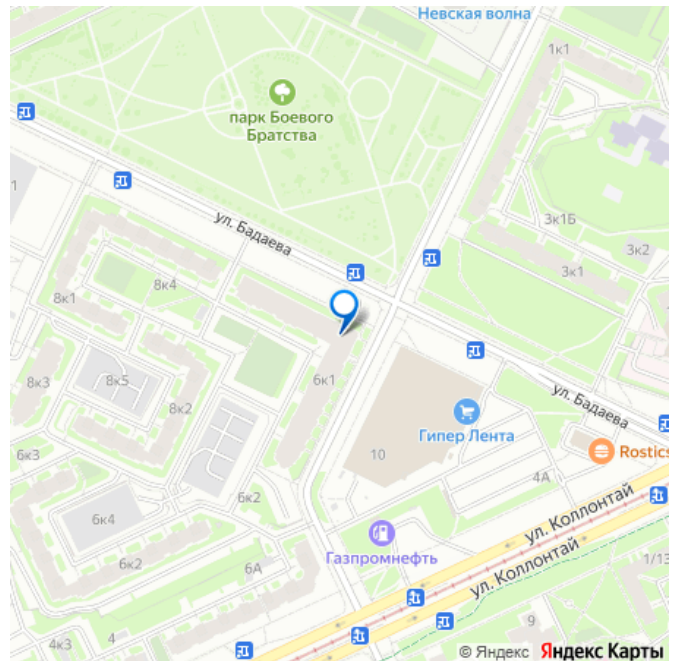 Невская волна
1к1
парк Боевого
Братства
1
ул. Бадаева
3к1Б
3к2
8к4
3к1
8к1
8к3
8к5
6к1
8к2
ул. Бадаева
Гипер Лента
Rostics
6к3
10
4А
6к2
6к4
ул. Коллонтай
Газпромнефть
6к2
6А
ул. Коллонтай
1/13
4к3
4
9
© Яндекс Яндекс Карты